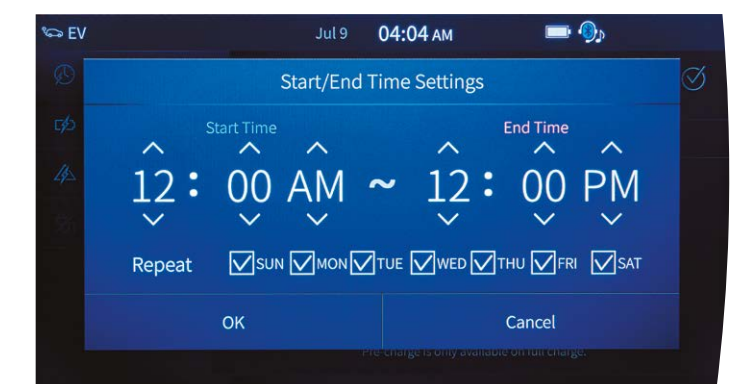 EV Jul 9 04:04 AM
Start/End Time Settings
Start Time End Time
12 : 00 AM ~ 12 : 00 PM
Repeat SUN MON TUE WED THU FRI SAT
OK Cancel
Pre-charge is only available on full charge.